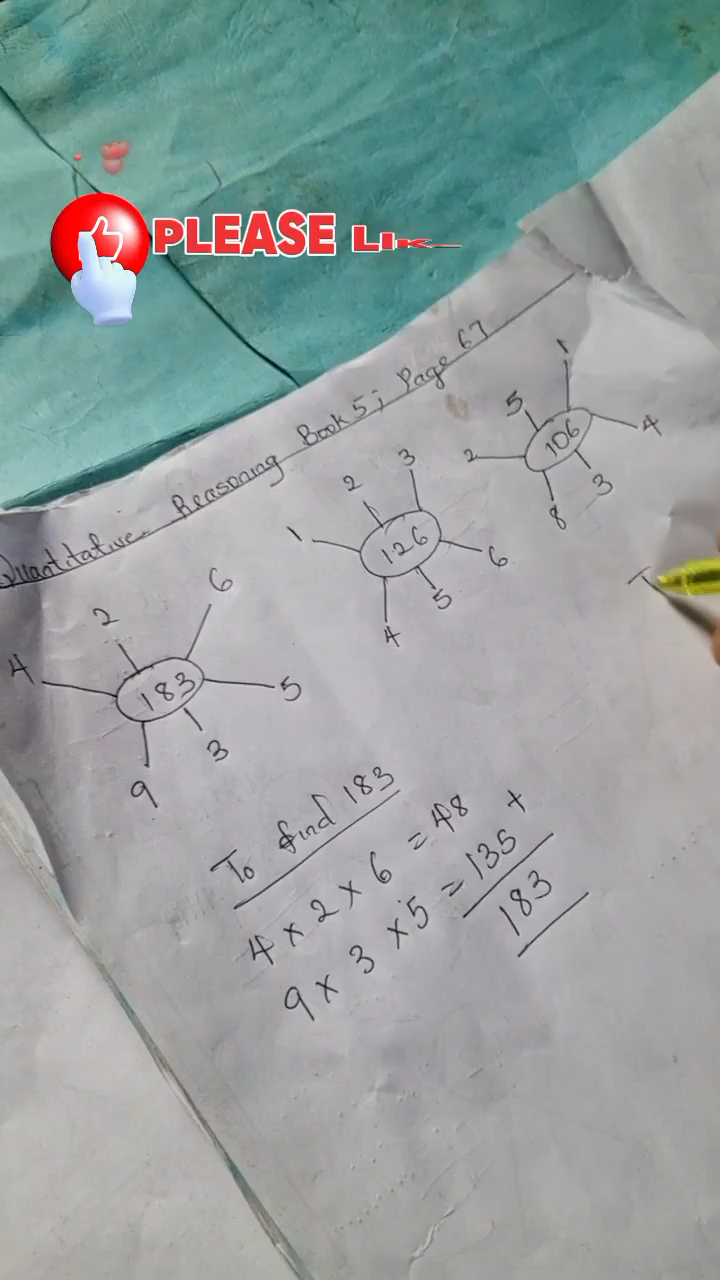 PLEASE LIK
Quantitative Reasoning Book 5; Page 67
4 2 6
183
9 3 5
1 2 3
126
4 5 6
2 5 1
106
8 3 4
To find 183
4 × 2 × 6 = 48 +
9 × 3 × 5 = 135
183